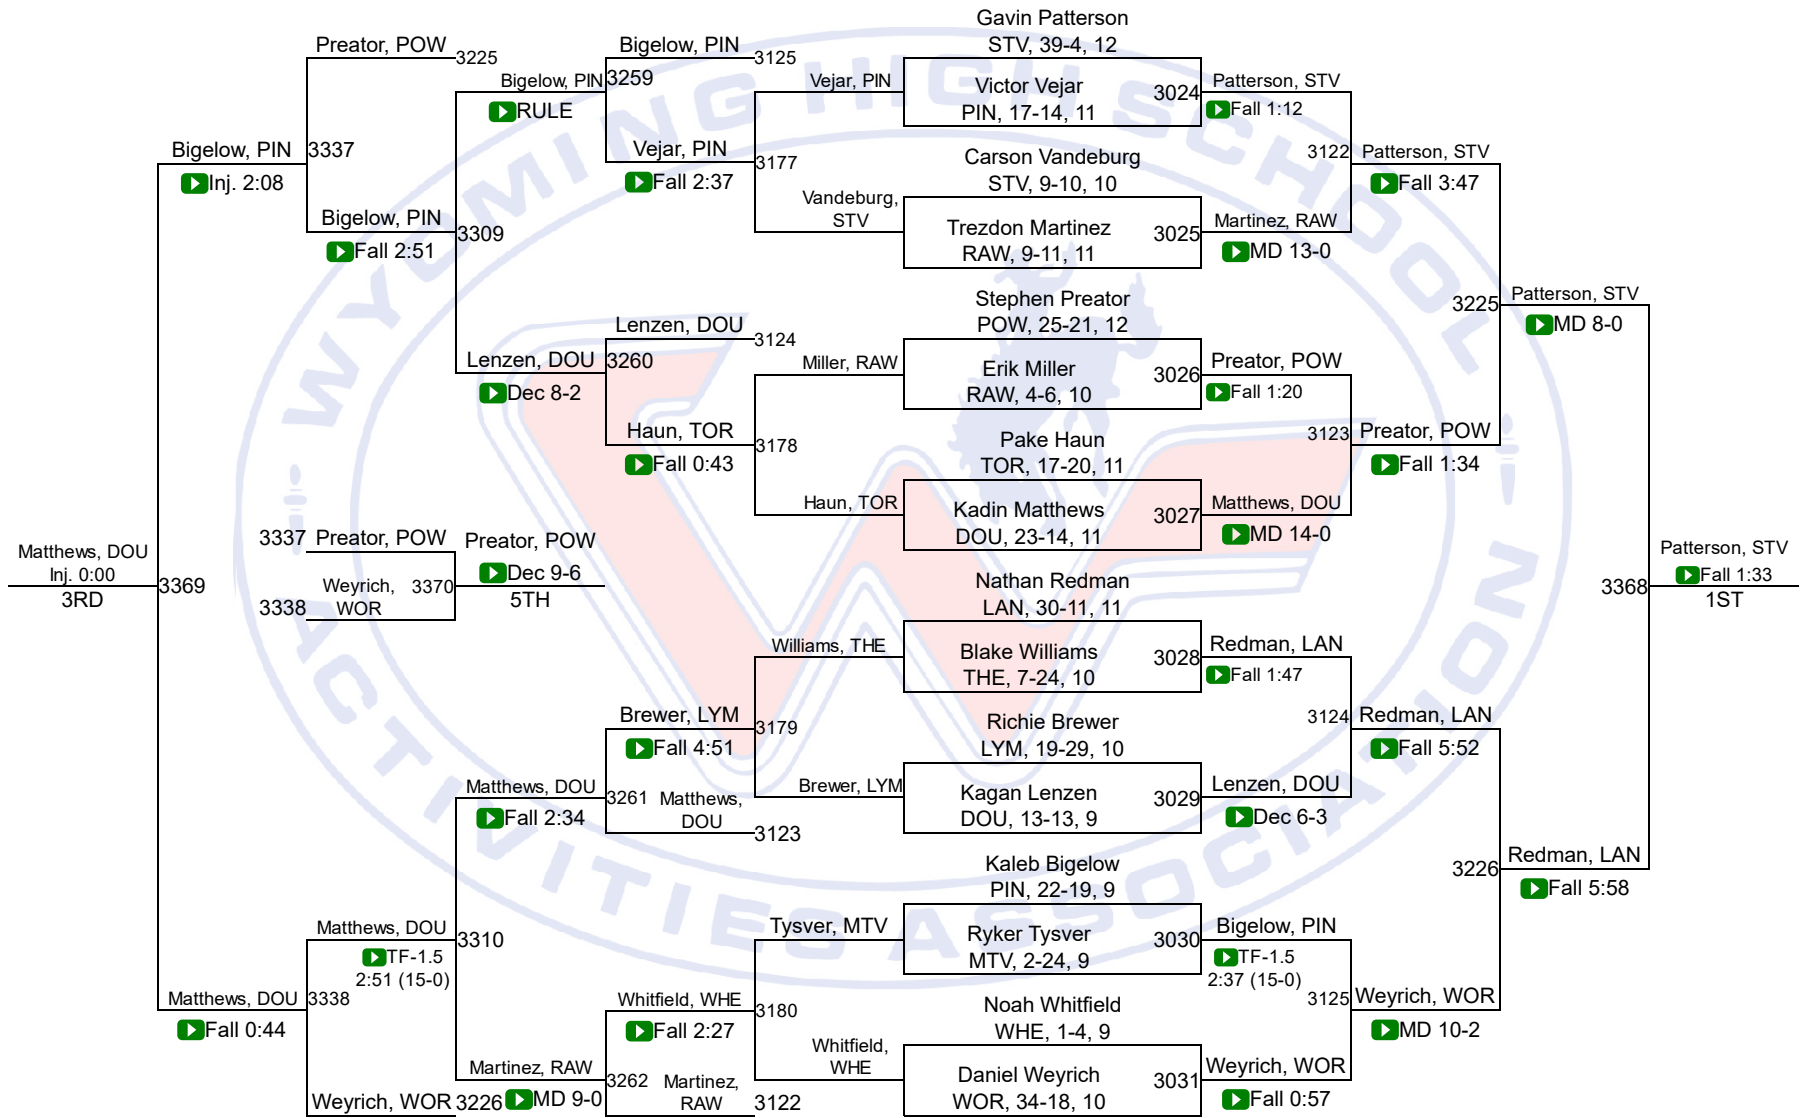 WYOMING HIGH SCHOOL
ACTIVITIES ASSOCIATION
Gavin Patterson
STV, 39-4, 12
Victor Vejar
PIN, 17-14, 11
3024
Carson Vandeburg
STV, 9-10, 10
Trezdon Martinez
RAW, 9-11, 11
3025
Stephen Preator
POW, 25-21, 12
Erik Miller
RAW, 4-6, 10
3026
Pake Haun
TOR, 17-20, 11
Kadin Matthews
DOU, 23-14, 11
3027
Nathan Redman
LAN, 30-11, 11
Blake Williams
THE, 7-24, 10
3028
Richie Brewer
LYM, 19-29, 10
Kagan Lenzen
DOU, 13-13, 9
3029
Kaleb Bigelow
PIN, 22-19, 9
Ryker Tysver
MTV, 2-24, 9
3030
Noah Whitfield
WHE, 1-4, 9
Daniel Weyrich
WOR, 34-18, 10
3031
Patterson, STV
Fall 1:12
Martinez, RAW
MD 13-0
Preator, POW
Fall 1:20
Matthews, DOU
MD 14-0
Redman, LAN
Fall 1:47
Lenzen, DOU
Dec 6-3
Bigelow, PIN
TF-1.5
2:37 (15-0)
Weyrich, WOR
Fall 0:57
3122
Patterson, STV
Fall 3:47
3123
Preator, POW
Fall 1:34
3124
Redman, LAN
Fall 5:52
3125
Weyrich, WOR
MD 10-2
3225
Patterson, STV
MD 8-0
3226
Redman, LAN
Fall 5:58
3368
Patterson, STV
Fall 1:33
1ST
Vejar, PIN
Vandeburg,
STV
Miller, RAW
Haun, TOR
Williams, THE
Brewer, LYM
Tysver, MTV
Whitfield,
WHE
Bigelow, PIN
3125
Vejar, PIN
Fall 2:37
3177
Lenzen, DOU
3124
Haun, TOR
Fall 0:43
3178
Brewer, LYM
Fall 4:51
3179
Matthews,
DOU
3123
Whitfield, WHE
Fall 2:27
3180
Martinez,
RAW
3122
Bigelow, PIN
RULE
3259
Lenzen, DOU
Dec 8-2
3260
Matthews, DOU
Fall 2:34
3261
Martinez, RAW
MD 9-0
3262
Preator, POW
3225
Bigelow, PIN
Fall 2:51
3309
Matthews, DOU
TF-1.5
2:51 (15-0)
3310
Weyrich, WOR
3226
Bigelow, PIN
Inj. 2:08
3337
Matthews, DOU
Fall 0:44
3338
3337
Preator, POW
3338
Weyrich,
WOR
3370
Preator, POW
Dec 9-6
5TH
Matthews, DOU
Inj. 0:00
3RD
3369